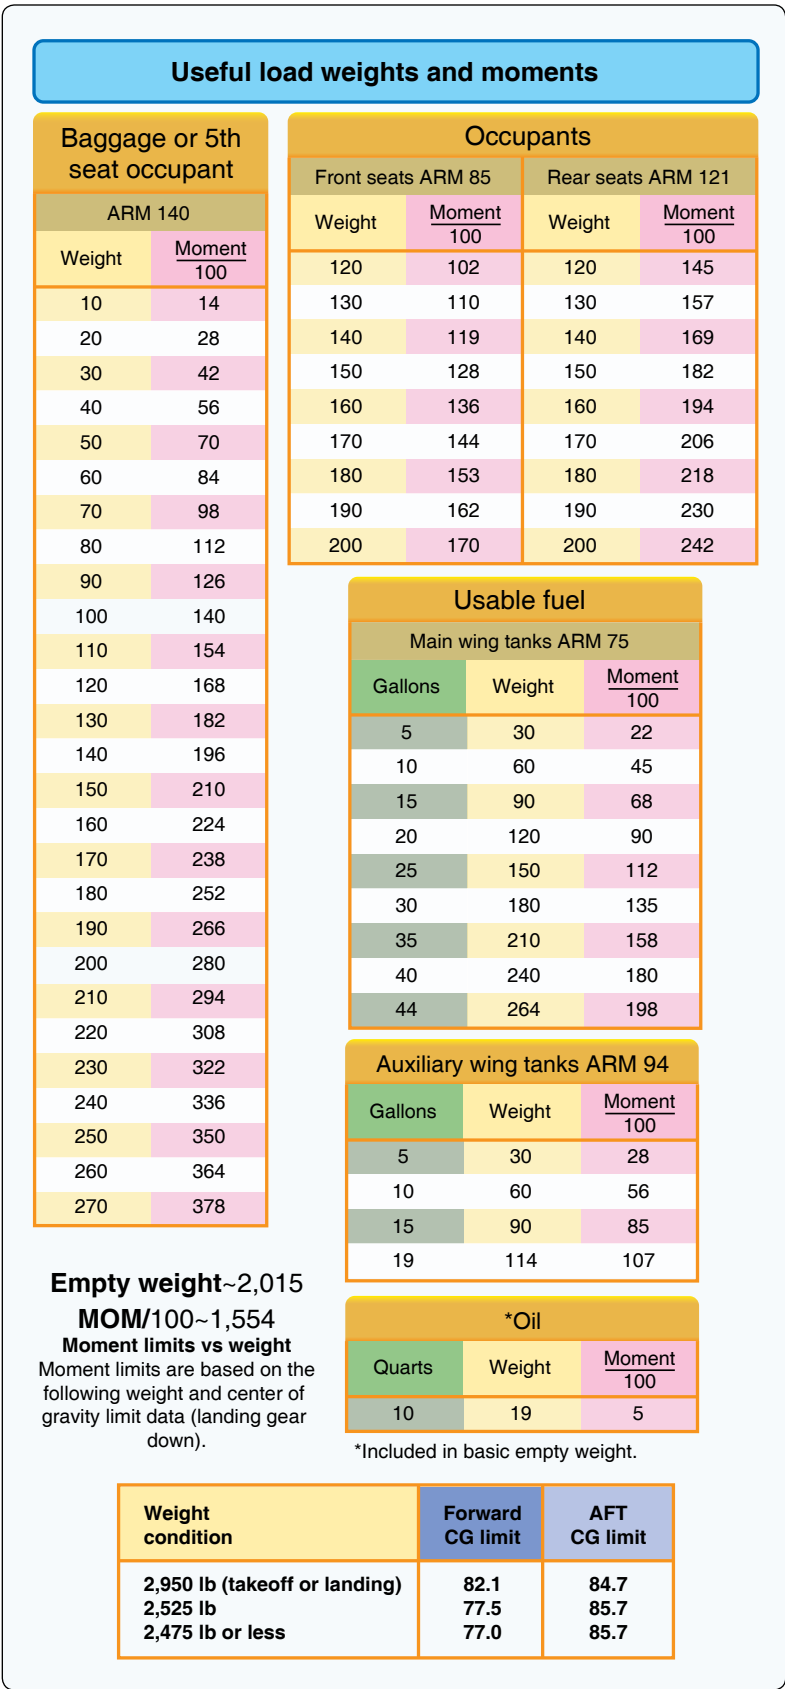 Useful load weights and moments
Baggage or 5th
seat occupant
ARM 140
Weight Moment
100
10 14
20 28
30 42
40 56
50 70
60 84
70 98
80 112
90 126
100 140
110 154
120 168
130 182
140 196
150 210
160 224
170 238
180 252
190 266
200 280
210 294
220 308
230 322
240 336
250 350
260 364
270 378
Occupants
Front seats ARM 85 Rear seats ARM 121
Weight Moment Weight Moment
100 100
120 102 120 145
130 110 130 157
140 119 140 169
150 128 150 182
160 136 160 194
170 144 170 206
180 153 180 218
190 162 190 230
200 170 200 242
Usable fuel
Main wing tanks ARM 75
Gallons Weight Moment
100
5 30 22
10 60 45
15 90 68
20 120 90
25 150 112
30 180 135
35 210 158
40 240 180
44 264 198
Auxiliary wing tanks ARM 94
Gallons Weight Moment
100
5 30 28
10 60 56
15 90 85
19 114 107
*Oil
Quarts Weight Moment
100
10 19 5
*Included in basic empty weight.
Empty weight~2,015
MOM/100~1,554
Moment limits vs weight
Moment limits are based on the
following weight and center of
gravity limit data (landing gear
down).
Weight Forward AFT
condition CG limit CG limit
2,950 lb (takeoff or landing) 82.1 84.7
2,525 lb 77.5 85.7
2,475 lb or less 77.0 85.7